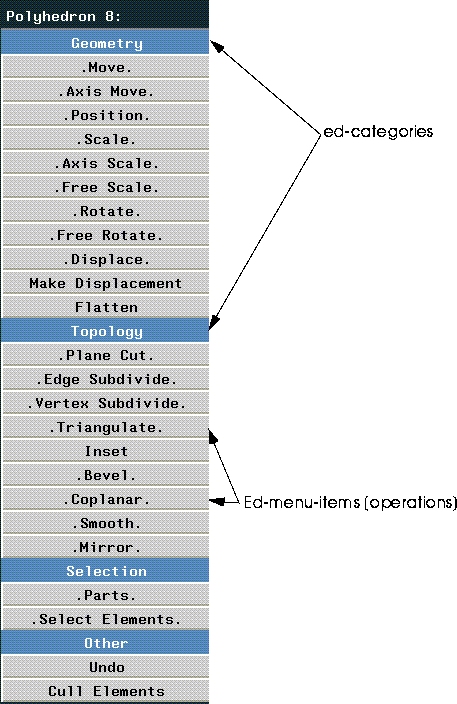 Polyhedron 8:
Geometry
.Move.
.Axis Move.
.Position.
.Scale.
.Axis Scale.
.Free Scale.
.Rotate.
.Free Rotate.
.Displace.
Make Displacement
Flatten
Topology
.Plane Cut.
.Edge Subdivide.
.Vertex Subdivide.
.Triangulate.
Inset
.Bevel.
.Coplanar.
.Smooth.
.Mirror.
Selection
.Parts.
.Select Elements.
Other
Undo
Cull Elements
ed-categories
Ed-menu-items (operations)